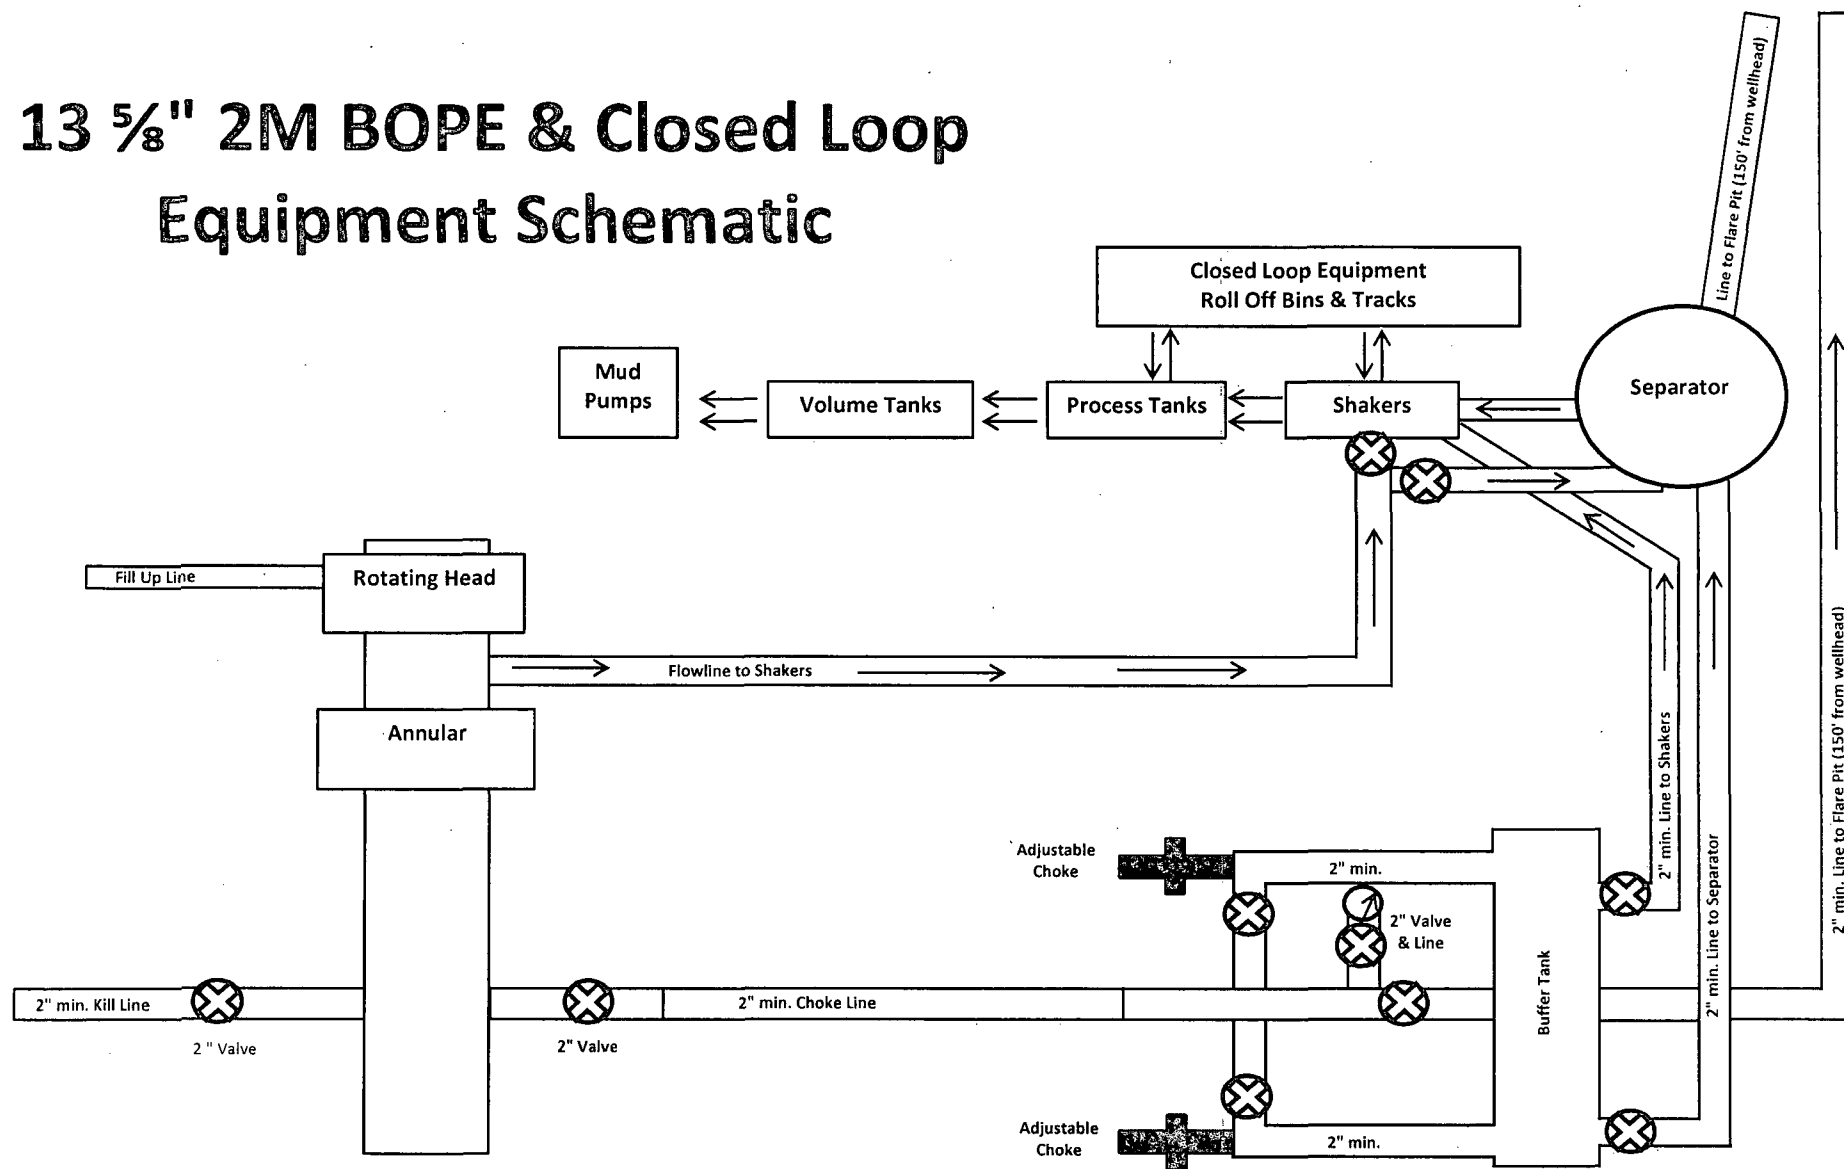 13 ⅝" 2M BOPE & Closed Loop
Equipment Schematic
Line to Flare Pit (150' from wellhead)
Closed Loop Equipment
Roll Off Bins & Tracks
Mud
Pumps
Volume Tanks
Process Tanks
Shakers
Separator
Fill Up Line
Rotating Head
Flowline to Shakers
Annular
2" min. Line to Shakers
2" min. Line to Separator
2" min. Line to Flare Pit (150' from wellhead)
Adjustable
Choke
2" min.
2" Valve
& Line
Buffer Tank
2" min. Kill Line
2" min. Choke Line
2 " Valve
2" Valve
Adjustable
Choke
2" min.